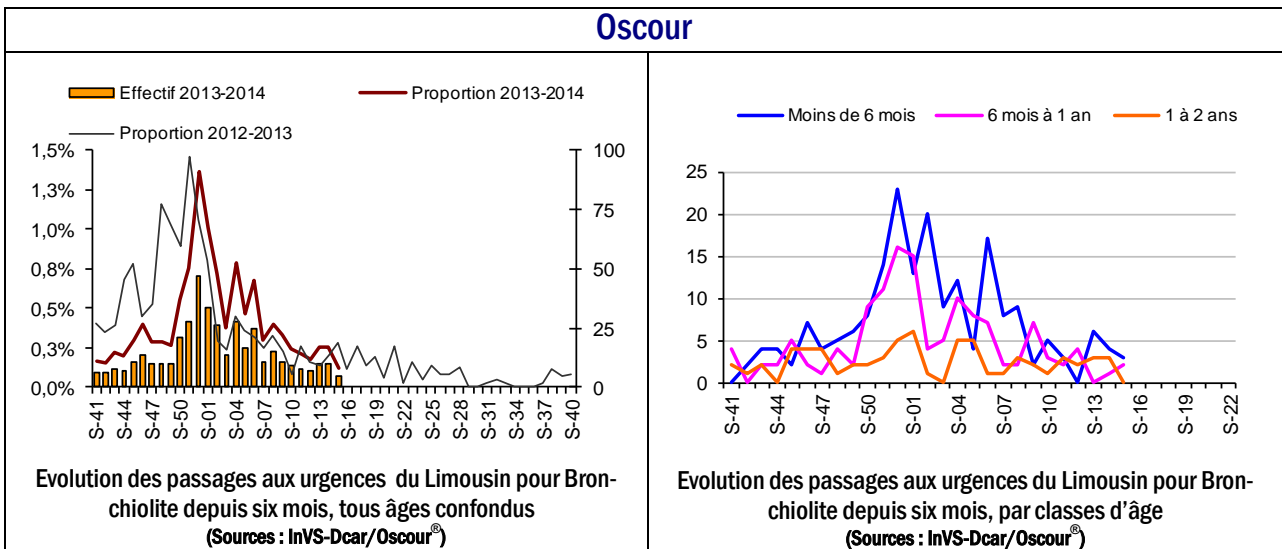 Oscour
Effectif 2013-2014
Proportion 2013-2014
Proportion 2012-2013
1,5%
1,3%
1,0%
0,8%
0,5%
0,3%
0,0%
100
75
50
25
0
S-41
S-44
S-47
S-50
S-01
S-04
S-07
S-10
S-13
S-16
S-19
S-22
S-25
S-28
S-31
S-34
S-37
S-40
Evolution des passages aux urgences du Limousin pour Bron-
chiolite depuis six mois, tous âges confondus
(Sources : InVS-Dcar/Oscour®)
Moins de 6 mois
6 mois à 1 an
1 à 2 ans
25
20
15
10
5
0
S-41
S-44
S-47
S-50
S-01
S-04
S-07
S-10
S-13
S-16
S-19
S-22
Evolution des passages aux urgences du Limousin pour Bron-
chiolite depuis six mois, par classes d'âge
(Sources : InVS-Dcar/Oscour®)